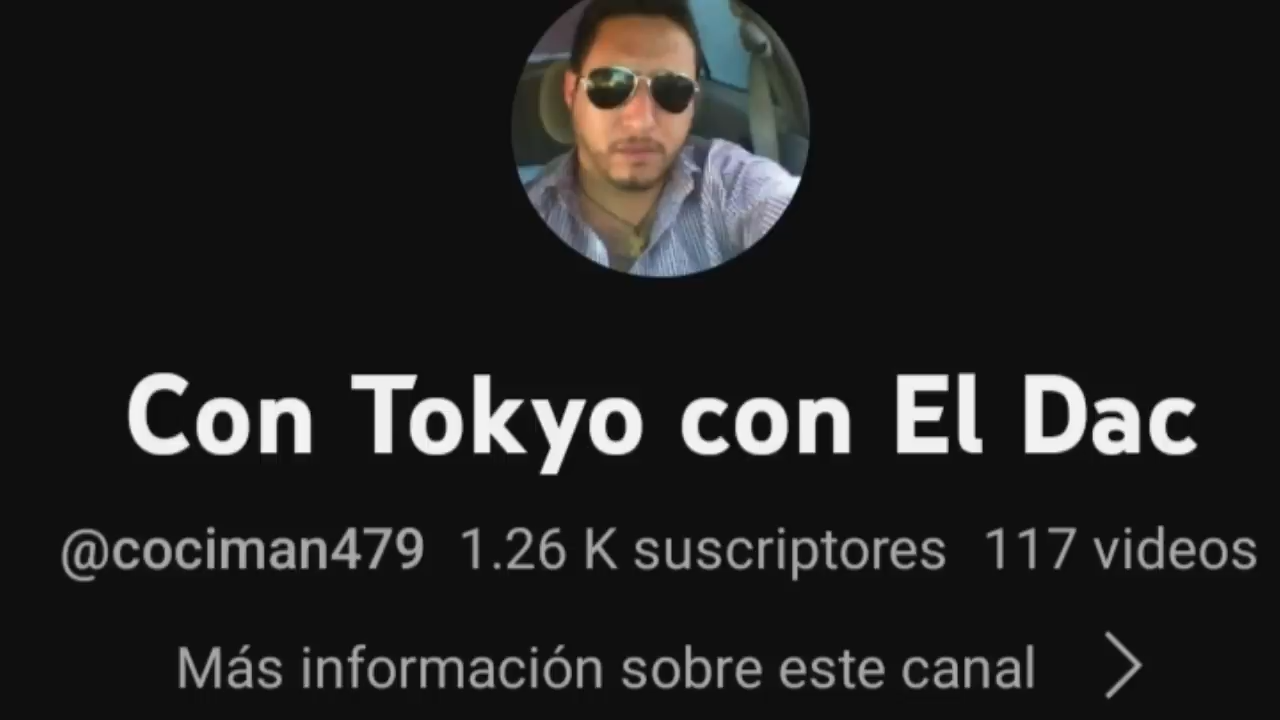 Con Tokyo con El Dac
@cociman479 1.26 K suscriptores 117 videos
Más información sobre este canal